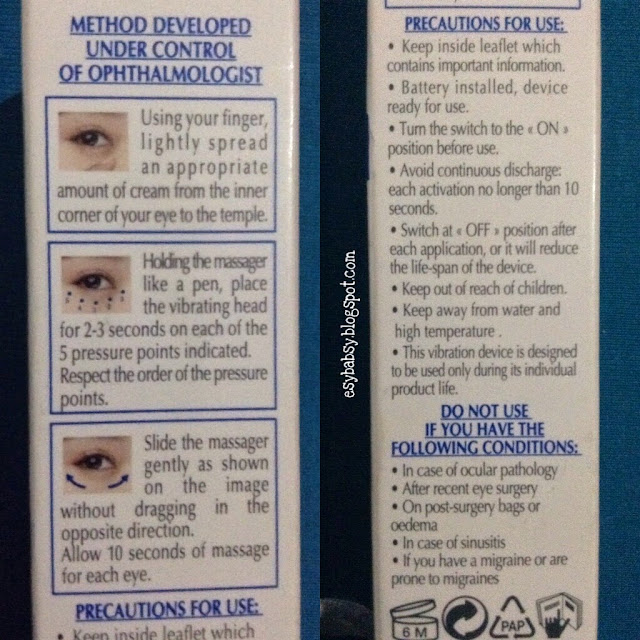 METHOD DEVELOPED
UNDER CONTROL
OF OPHTHALMOLOGIST
Using your finger,
lightly spread
an appropriate
amount of cream from the inner
corner of your eye to the temple.
Holding the massager
like a pen, place
the vibrating head
for 2-3 seconds on each of the
5 pressure points indicated.
Respect the order of the pressure
points.
Slide the massager
gently as shown
on the image
without dragging in the
opposite direction.
Allow 10 seconds of massage
for each eye.
PRECAUTIONS FOR USE:
• Keep inside leaflet which
PRECAUTIONS FOR USE:
• Keep inside leaflet which
contains important information.
• Battery installed, device
ready for use.
• Turn the switch to the « ON »
position before use.
• Avoid continuous discharge:
each activation no longer than 10
seconds.
• Switch at « OFF » position after
each application, or it will reduce
the life-span of the device.
• Keep out of reach of children.
• Keep away from water and
high temperature .
• This vibration device is designed
to be used only during its individual
product life.
DO NOT USE
IF YOU HAVE THE
FOLLOWING CONDITIONS:
• In case of ocular pathology
• After recent eye surgery
• On post-surgery bags or
oedema
• In case of sinusitis
• If you have a migraine or are
prone to migraines
6 M
PAP
esybabsy.blogspot.com